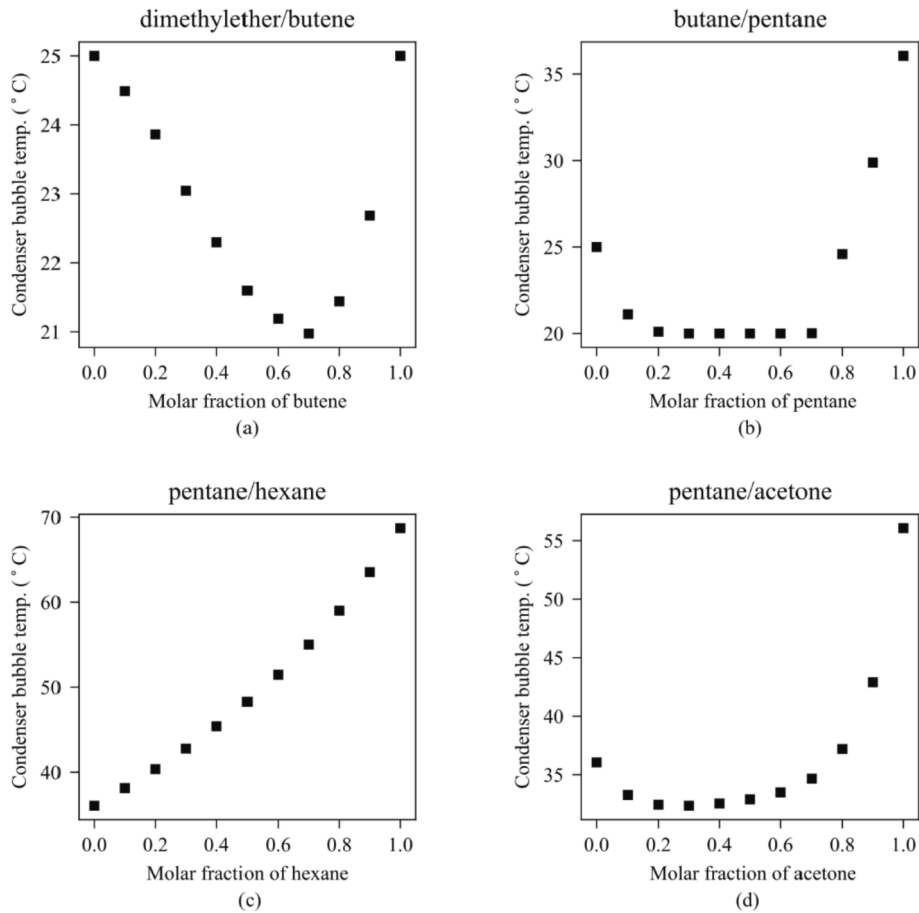 dimethylether/butene
Condenser bubble temp. (°C)
25
24
23
22
21
0.0 0.2 0.4 0.6 0.8 1.0
Molar fraction of butene
(a)
butane/pentane
Condenser bubble temp. (°C)
35
30
25
20
0.0 0.2 0.4 0.6 0.8 1.0
Molar fraction of pentane
(b)
pentane/hexane
Condenser bubble temp. (°C)
70
60
50
40
0.0 0.2 0.4 0.6 0.8 1.0
Molar fraction of hexane
(c)
pentane/acetone
Condenser bubble temp. (°C)
55
50
45
40
35
0.0 0.2 0.4 0.6 0.8 1.0
Molar fraction of acetone
(d)